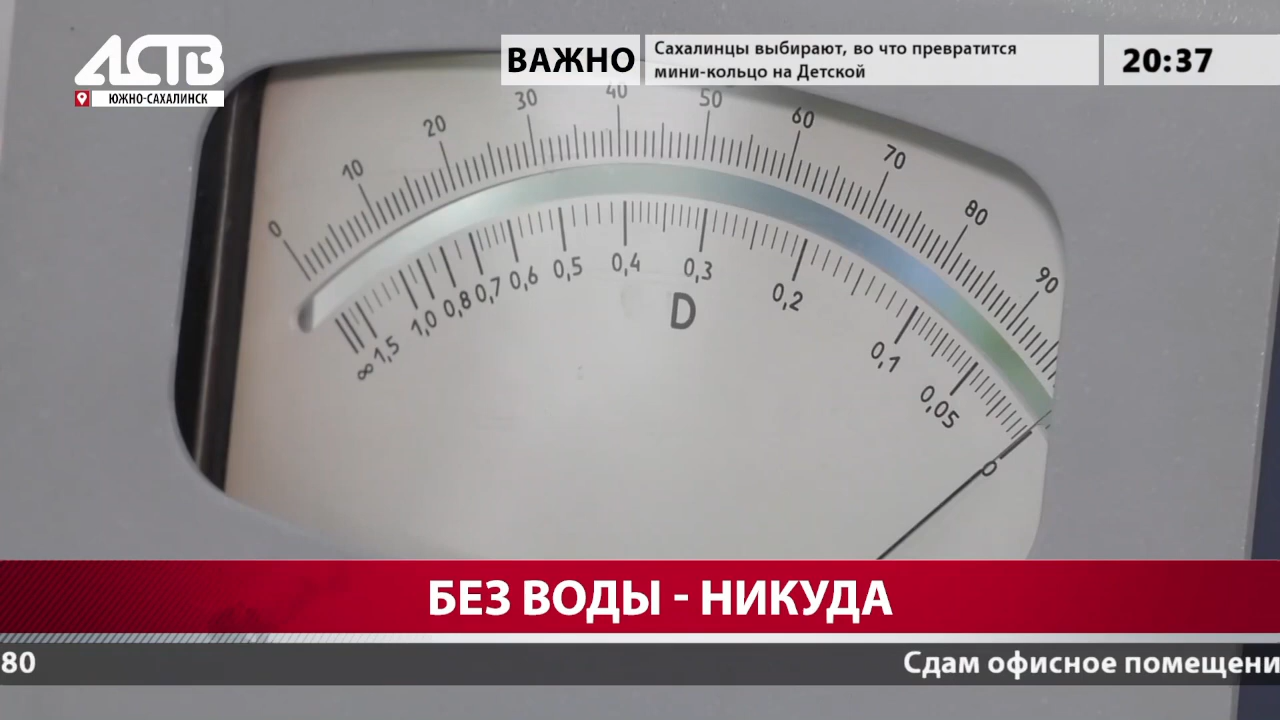 АСТВ
ЮЖНО-САХАЛИНСК
ВАЖНО
Сахалинцы выбирают, во что превратится
мини-кольцо на Детской
20:37
0 10 20 30 40 50 60 70 80 90
∞ 1,5 1,0 0,8 0,7 0,6 0,5 0,4 0,3 0,2 0,1 0,05 0
D
БЕЗ ВОДЫ - НИКУДА
80 Сдам офисное помещени